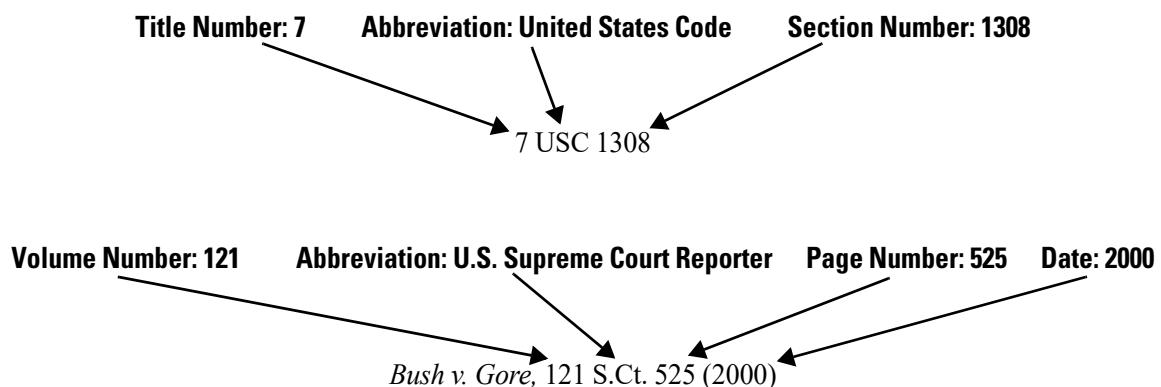 Title Number: 7 Abbreviation: United States Code Section Number: 1308
7 USC 1308
Volume Number: 121 Abbreviation: U.S. Supreme Court Reporter Page Number: 525 Date: 2000
Bush v. Gore, 121 S.Ct. 525 (2000)